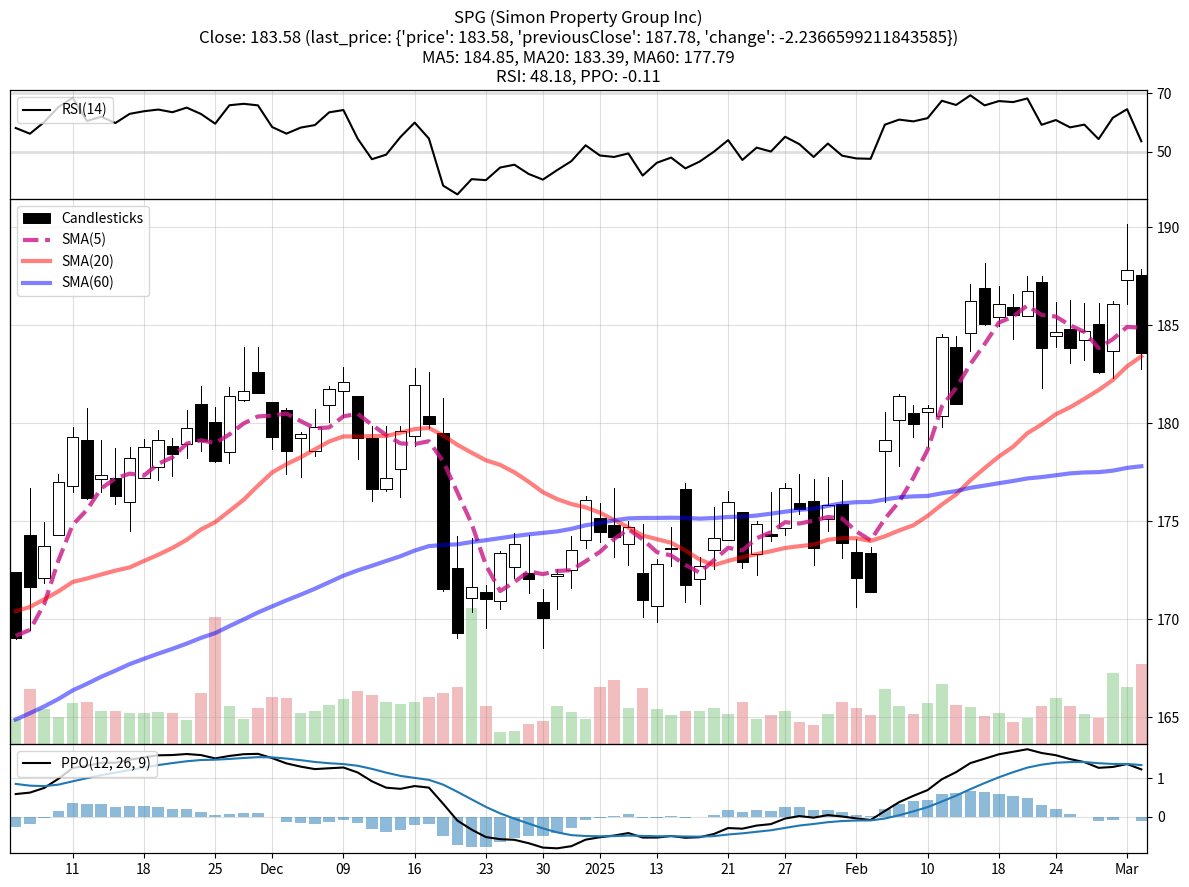 SPG (Simon Property Group Inc)
Close: 183.58 (last_price: {'price': 183.58, 'previousClose': 187.78, 'change': -2.2366599211843585})
MA5: 184.85, MA20: 183.39, MA60: 177.79
RSI: 48.18, PPO: -0.11
RSI(14)
70
50
Candlesticks
SMA(5)
SMA(20)
SMA(60)
190
185
180
175
170
165
PPO(12, 26, 9)
1
0
11 18 25 Dec 09 16 23 30 2025 13 21 27 Feb 10 18 24 Mar